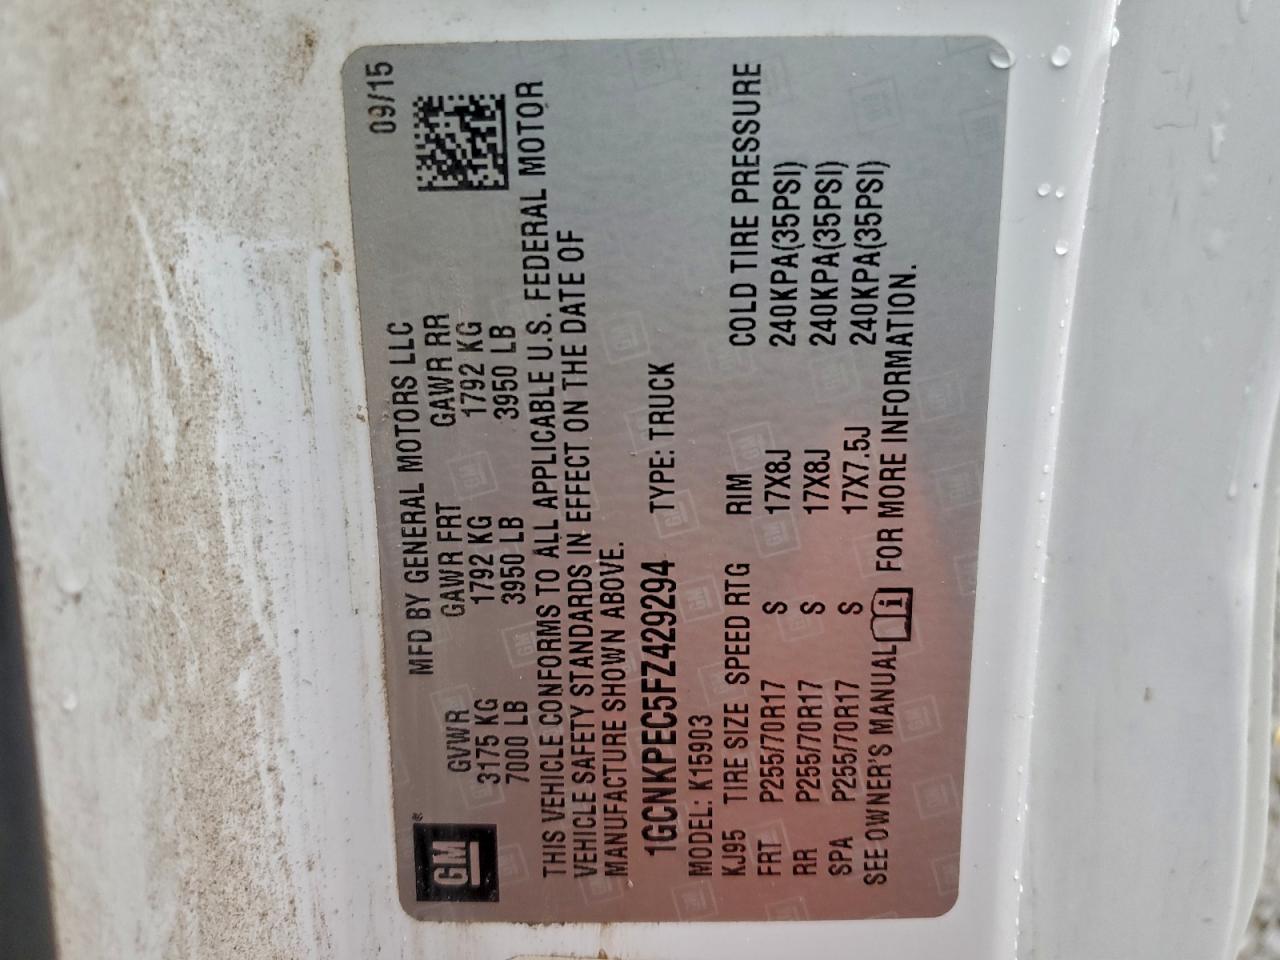 GM®
MFD BY GENERAL MOTORS LLC 09/15
GVWR GAWR FRT GAWR RR
3175 KG 1792 KG 1792 KG
7000 LB 3950 LB 3950 LB
THIS VEHICLE CONFORMS TO ALL APPLICABLE U.S. FEDERAL MOTOR
VEHICLE SAFETY STANDARDS IN EFFECT ON THE DATE OF
MANUFACTURE SHOWN ABOVE.
1GCNKPEC5FZ429294 TYPE: TRUCK
MODEL: K15903
KJ95 TIRE SIZE SPEED RTG RIM COLD TIRE PRESSURE
FRT P255/70R17 S 17X8J 240KPA(35PSI)
RR P255/70R17 S 17X8J 240KPA(35PSI)
SPA P255/70R17 S 17X7.5J 240KPA(35PSI)
SEE OWNER'S MANUAL i FOR MORE INFORMATION.